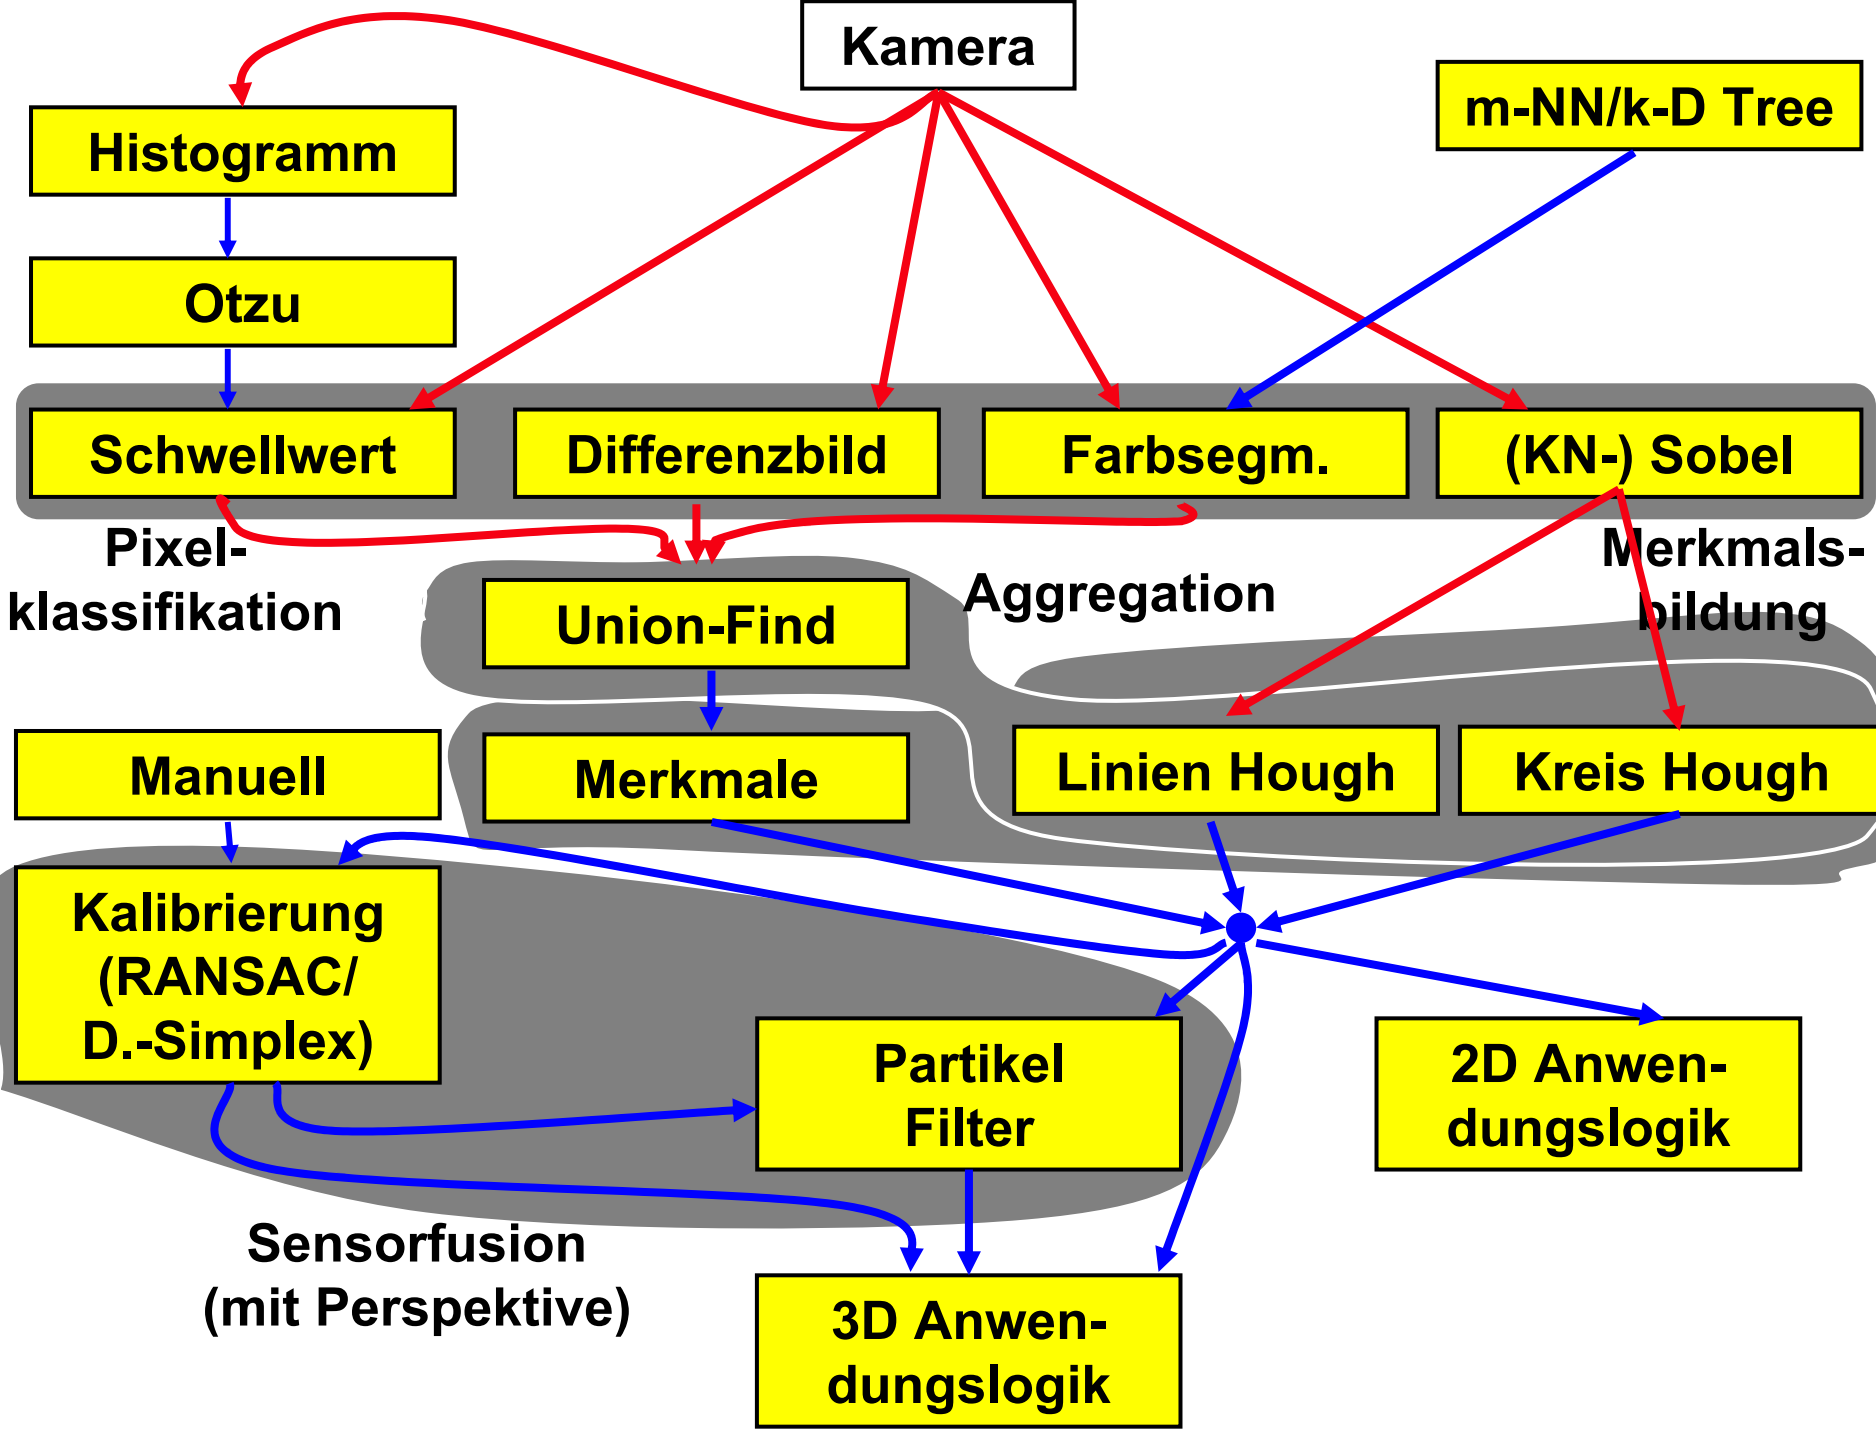 Kamera
m-NN/k-D Tree
Histogramm
Otzu
Schwellwert
Differenzbild
Farbsegm.
(KN-) Sobel
Pixel-
klassifikation
Aggregation
Merkmals-
bildung
Union-Find
Manuell
Merkmale
Linien Hough
Kreis Hough
Kalibrierung
(RANSAC/
D.-Simplex)
Partikel
Filter
2D Anwen-
dungslogik
Sensorfusion
(mit Perspektive)
3D Anwen-
dungslogik